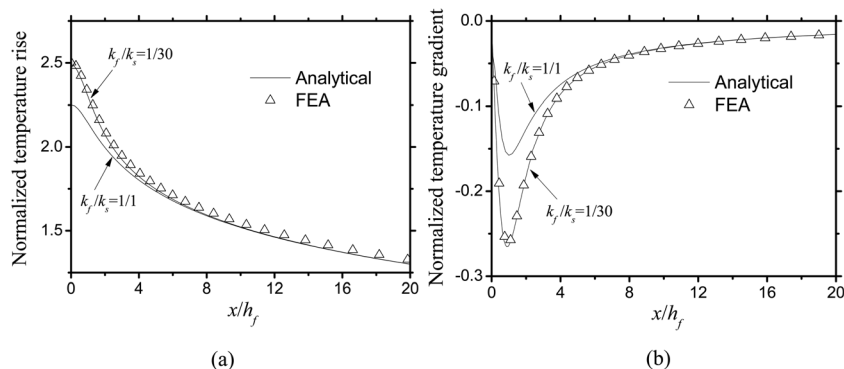 (a)
Normalized temperature rise
2.5
2.0
1.5
k_f/k_s=1/30
Analytical
FEA
k_f/k_s=1/1
0 4 8 12 16 20
x/h_f
(b)
Normalized temperature gradient
0.0
-0.1
-0.2
-0.3
k_f/k_s=1/1
Analytical
FEA
k_f/k_s=1/30
0 4 8 12 16 20
x/h_f